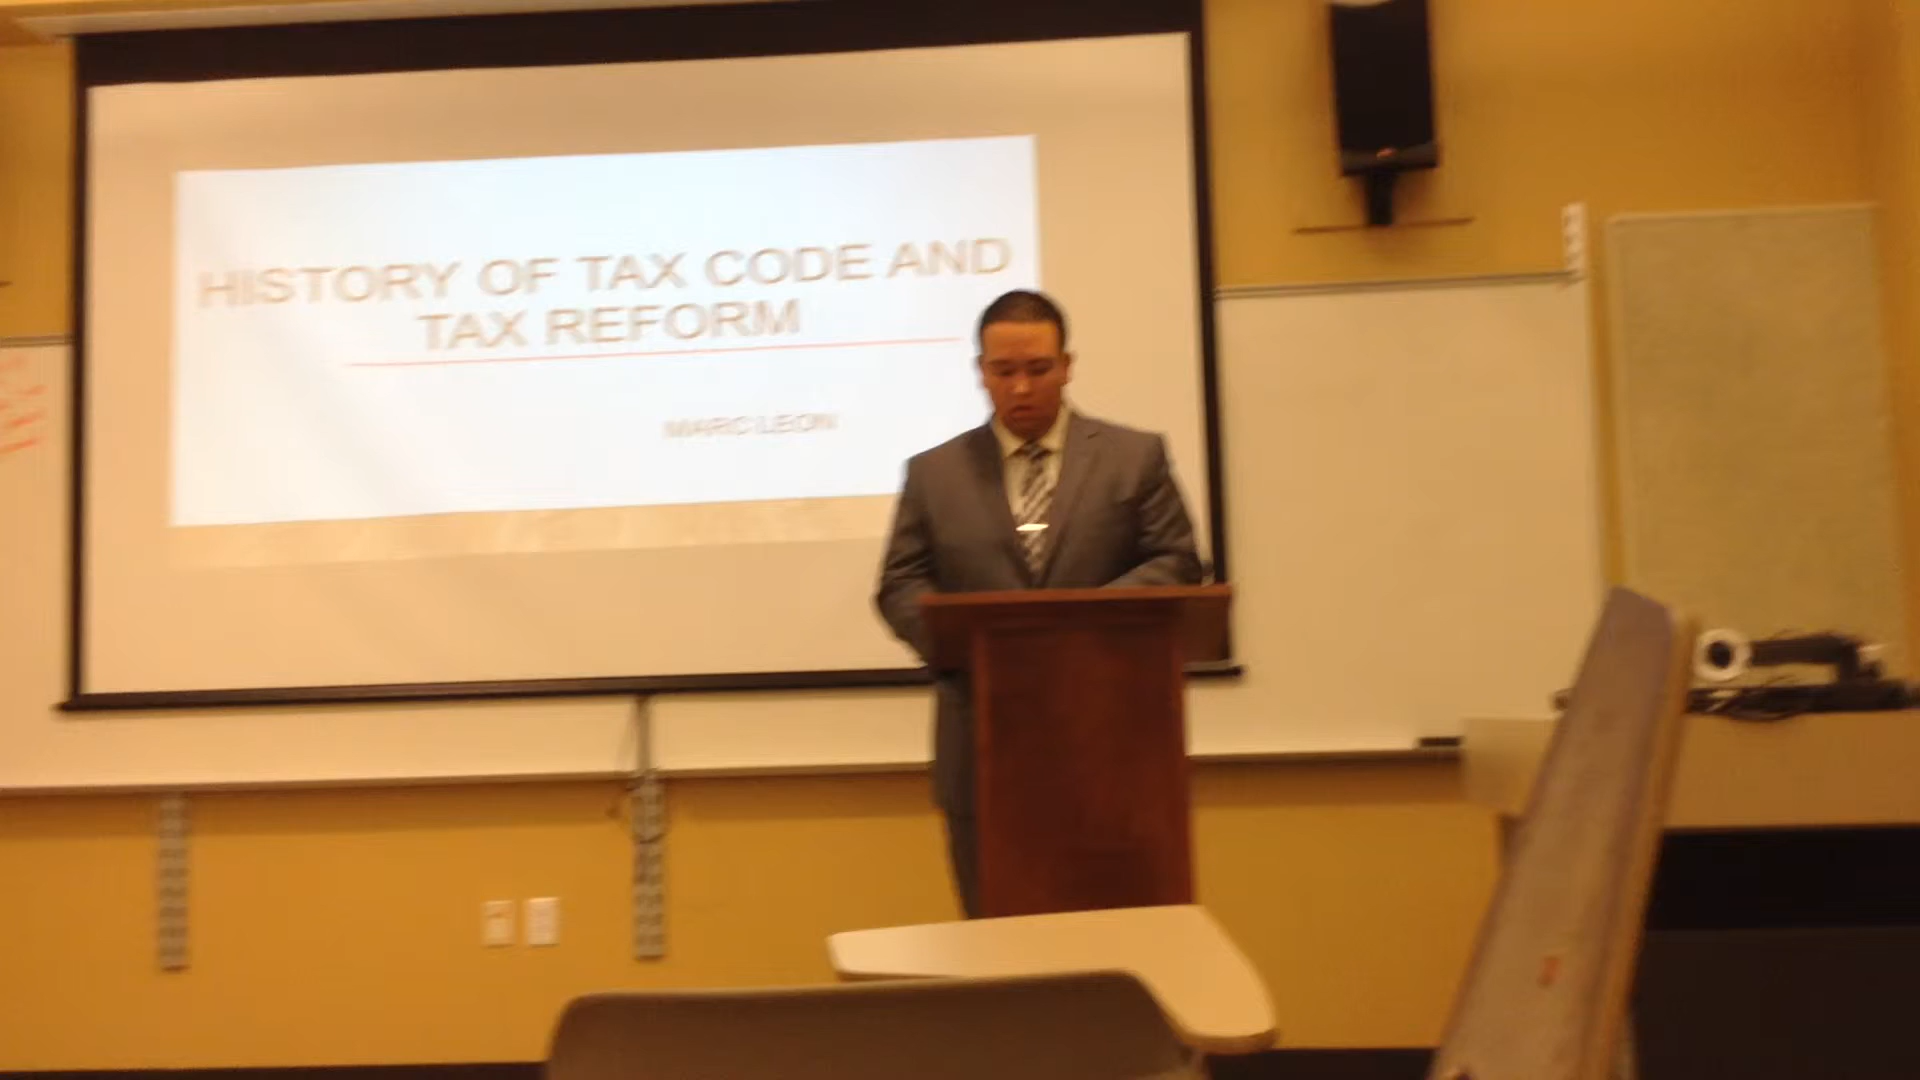 HISTORY OF TAX CODE AND
TAX REFORM
MARC LEON